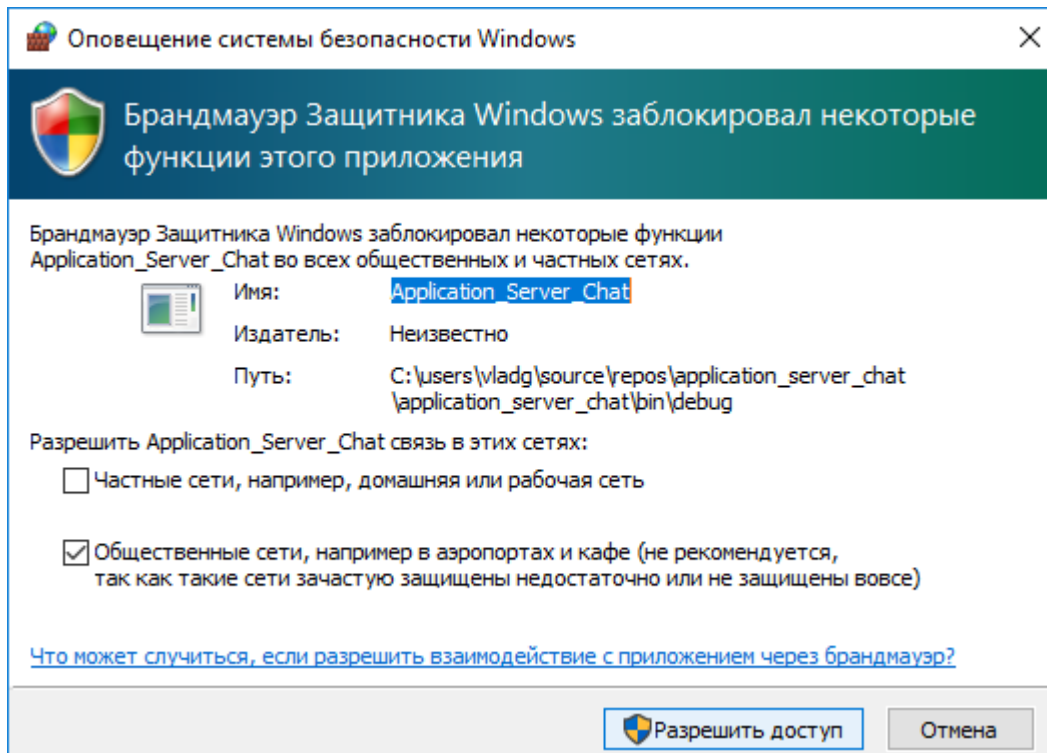 Оповещение системы безопасности Windows
Брандмауэр Защитника Windows заблокировал некоторые
функции этого приложения
Брандмауэр Защитника Windows заблокировал некоторые функции
Application_Server_Chat во всех общественных и частных сетях.
Имя: Application_Server_Chat
Издатель: Неизвестно
Путь: C:\users\vladg\source\repos\application_server_chat
\application_server_chat\bin\debug
Разрешить Application_Server_Chat связь в этих сетях:
Частные сети, например, домашняя или рабочая сеть
Общественные сети, например в аэропортах и кафе (не рекомендуется,
так как такие сети зачастую защищены недостаточно или не защищены вовсе)
Что может случиться, если разрешить взаимодействие с приложением через брандмауэр?
Разрешить доступ Отмена